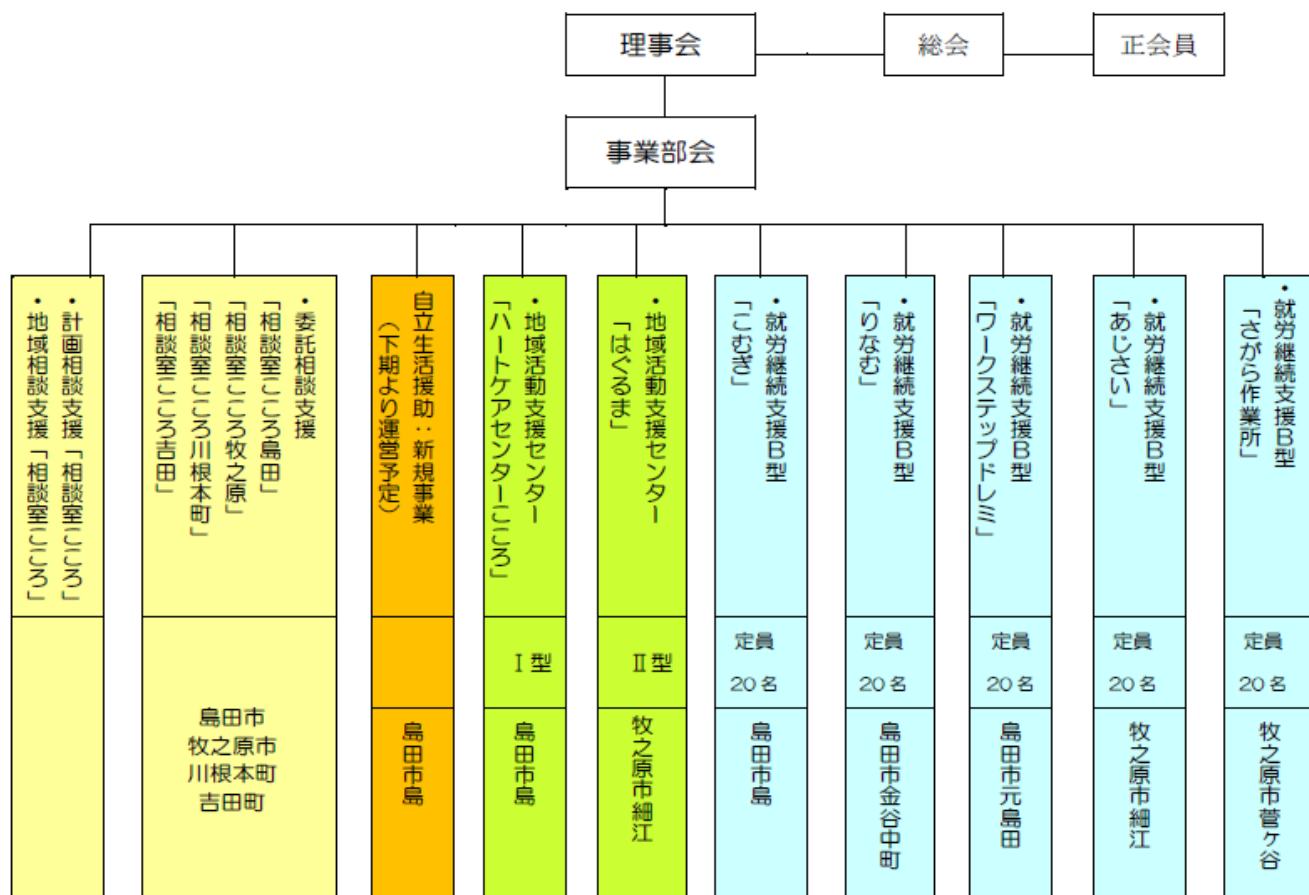 理事会
総会
正会員
事業部会
・計画相談支援「相談室こころ」
・地域相談支援「相談室こころ」
・委託相談支援
「相談室こころ島田」
「相談室こころ牧之原」
「相談室こころ川根本町」
「相談室こころ吉田」
島田市
牧之原市
川根本町
吉田町
自立生活援助：新規事業
（下期より運営予定）
島田市島
・地域活動支援センター
「ハートケアセンターこころ」
Ⅰ型
島田市島
・地域活動支援センター
「はぐるま」
Ⅱ型
牧之原市細江
・就労継続支援Ｂ型
「こむぎ」
定員
20名
島田市島
・就労継続支援Ｂ型
「りなむ」
定員
20名
島田市金谷中町
・就労継続支援Ｂ型
「ワークステップドレミ」
定員
20名
島田市元島田
・就労継続支援Ｂ型
「あじさい」
定員
20名
牧之原市細江
・就労継続支援Ｂ型
「さがら作業所」
定員
20名
牧之原市菅ヶ谷